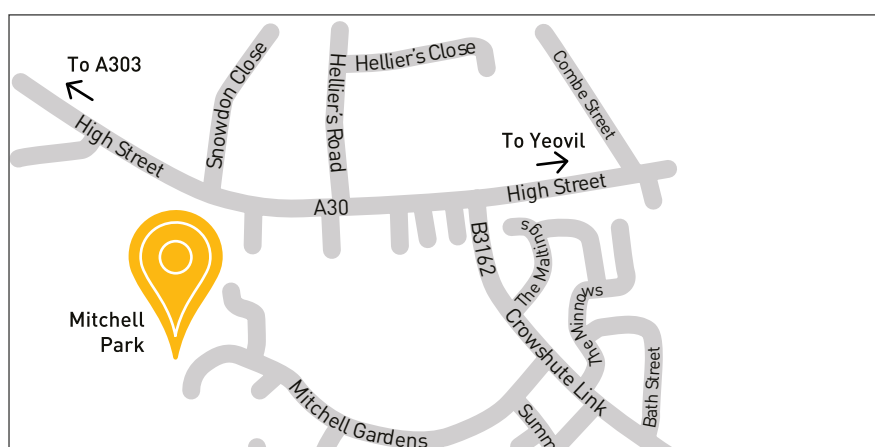 To A303
Snowdon Close
Hellier's Road
Hellier's Close
Combe Street
High Street
To Yeovil
High Street
A30
B3162
The Maltings
Mitchell
Park
The Minnows
Crowshute Link
Bath Street
Mitchell Gardens
Summ